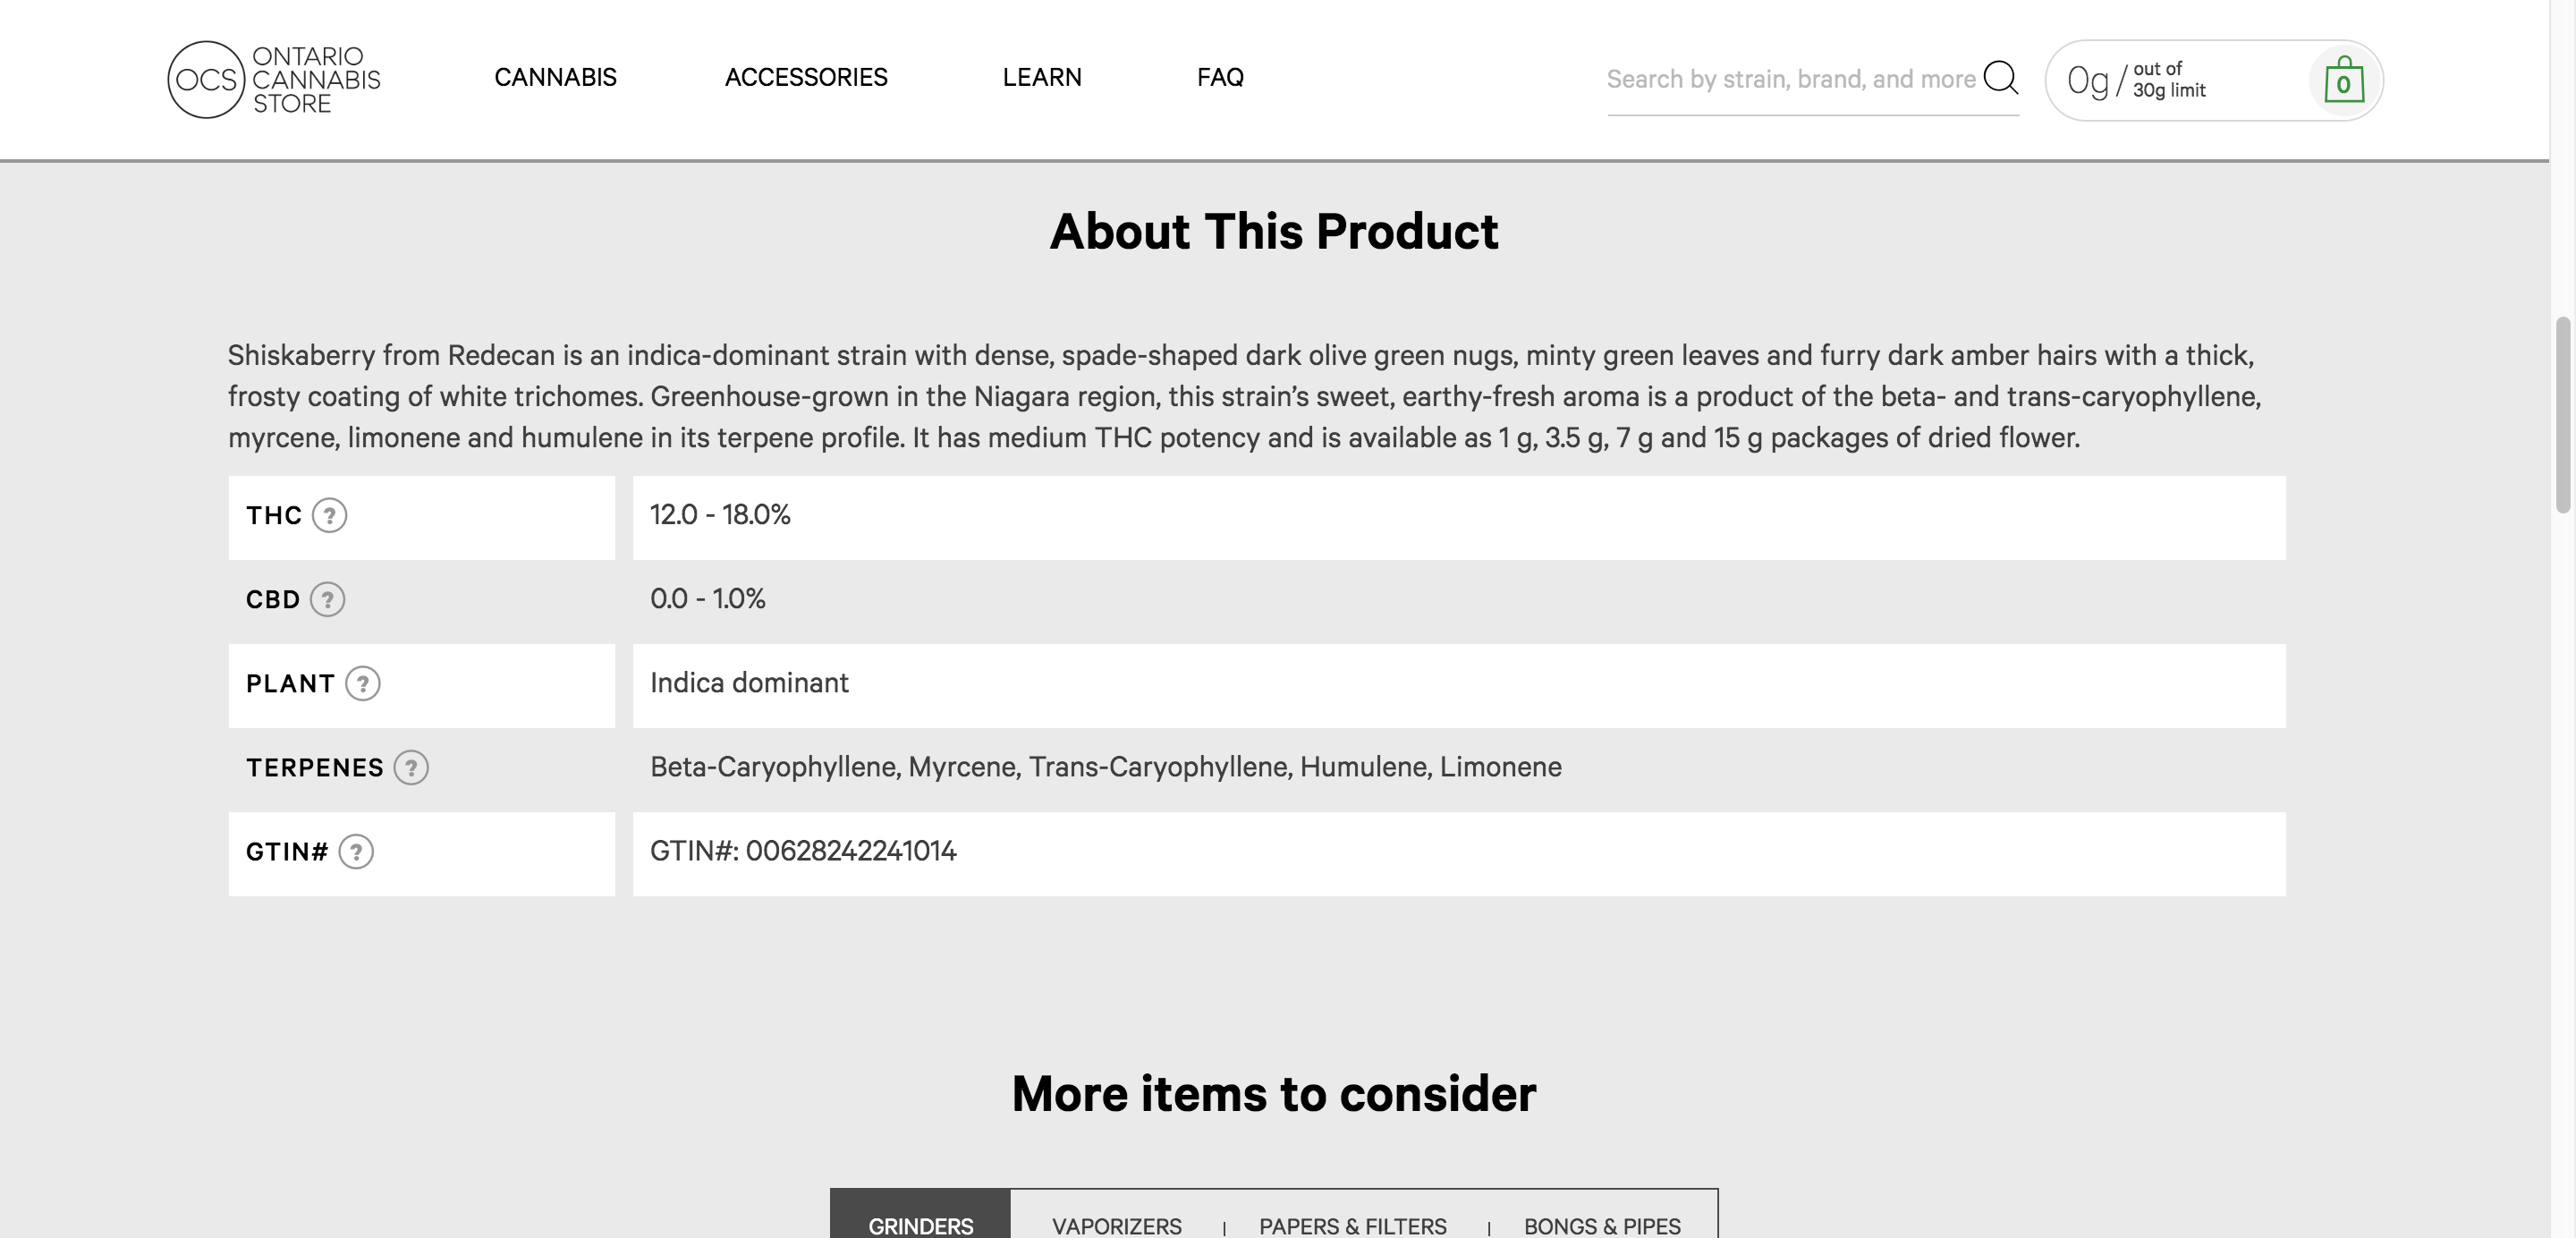 OCS
ONTARIO
CANNABIS
STORE
CANNABIS
ACCESSORIES
LEARN
FAQ
Search by strain, brand, and more
0g / out of
30g limit
0
About This Product
Shiskaberry from Redecan is an indica-dominant strain with dense, spade-shaped dark olive green nugs, minty green leaves and furry dark amber hairs with a thick,
frosty coating of white trichomes. Greenhouse-grown in the Niagara region, this strain’s sweet, earthy-fresh aroma is a product of the beta- and trans-caryophyllene,
myrcene, limonene and humulene in its terpene profile. It has medium THC potency and is available as 1 g, 3.5 g, 7 g and 15 g packages of dried flower.
THC ? 12.0 - 18.0%
CBD ? 0.0 - 1.0%
PLANT ? Indica dominant
TERPENES ? Beta-Caryophyllene, Myrcene, Trans-Caryophyllene, Humulene, Limonene
GTIN# ? GTIN#: 00628242241014
More items to consider
GRINDERS VAPORIZERS | PAPERS & FILTERS | BONGS & PIPES